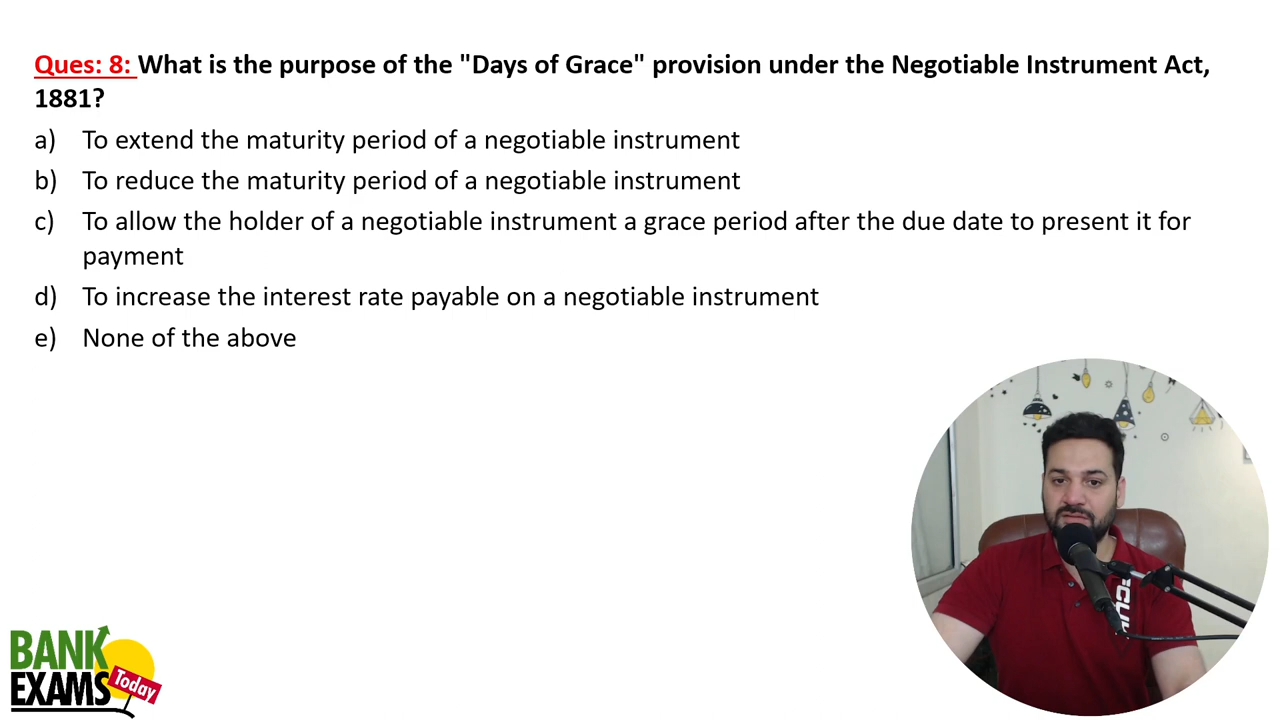 Ques: 8: What is the purpose of the "Days of Grace" provision under the Negotiable Instrument Act,
1881?
a) To extend the maturity period of a negotiable instrument
b) To reduce the maturity period of a negotiable instrument
c) To allow the holder of a negotiable instrument a grace period after the due date to present it for
payment
d) To increase the interest rate payable on a negotiable instrument
e) None of the above
BANK
EXAMS
Today